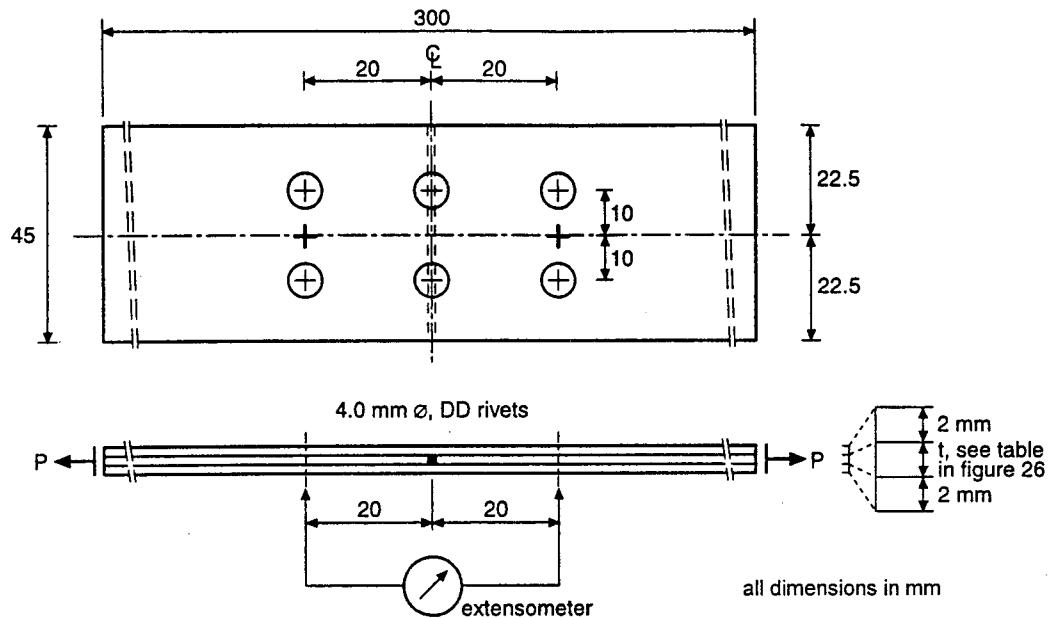 300
℄
20 20
45
10
10
22.5
22.5
4.0 mm ⌀, DD rivets
P
P
2 mm
t, see table
in figure 26
2 mm
20 20
extensometer
all dimensions in mm